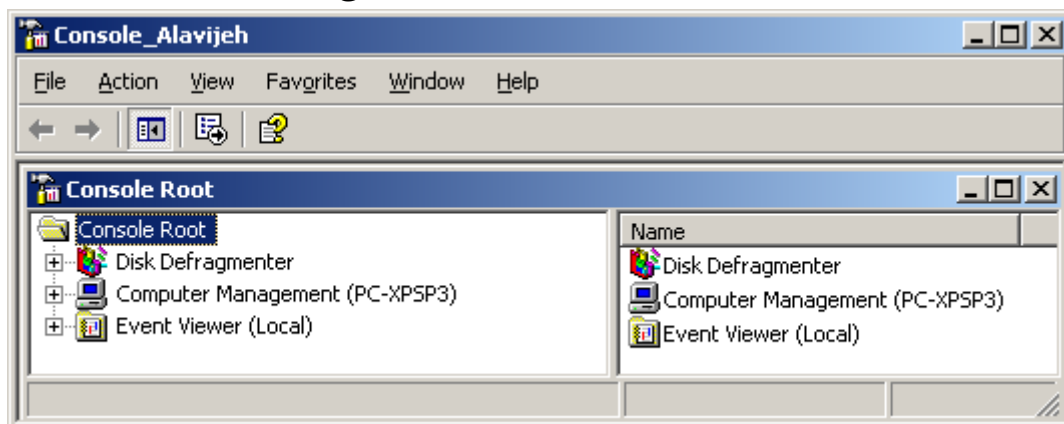 Console_Alavijeh
File Action View Favorites Window Help
Console Root
Console Root
Disk Defragmenter
Computer Management (PC-XPSP3)
Event Viewer (Local)
Name
Disk Defragmenter
Computer Management (PC-XPSP3)
Event Viewer (Local)